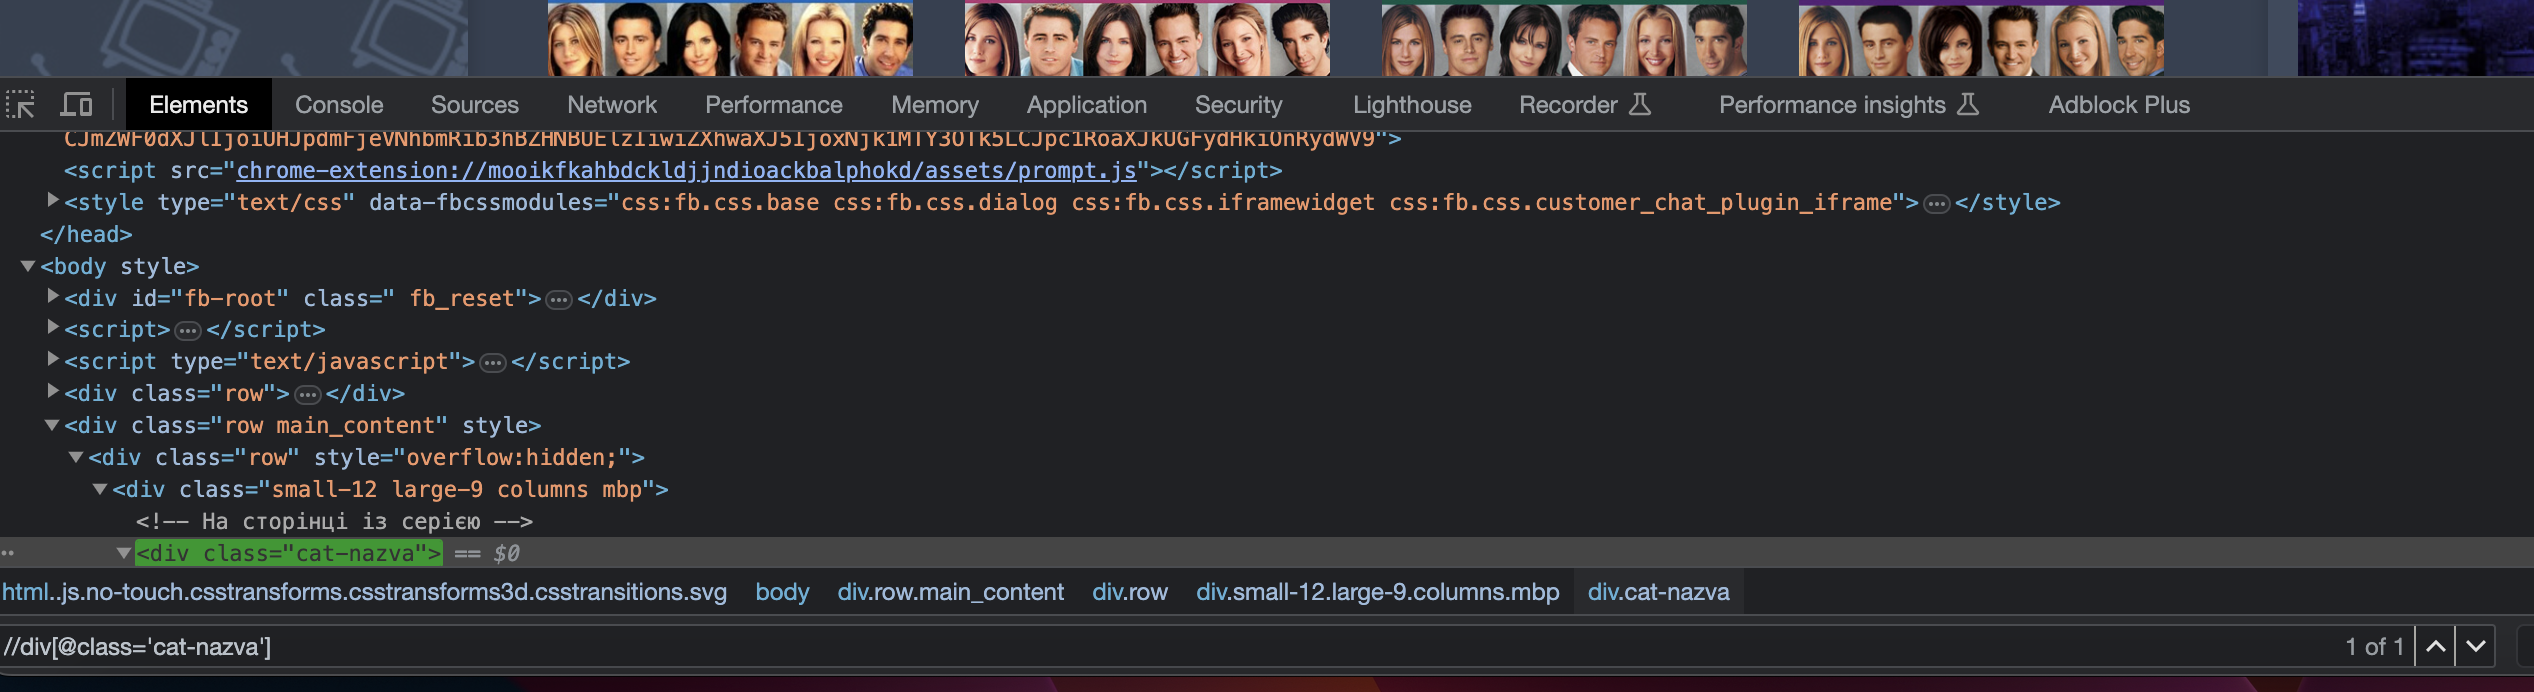 Elements Console Sources Network Performance Memory Application Security Lighthouse Recorder Performance insights Adblock Plus
<script src="chrome-extension://mooikfkahbdckldjjndioackbalphokd/assets/prompt.js"></script>
<style type="text/css" data-fbcssmodules="css:fb.css.base css:fb.css.dialog css:fb.css.iframewidget css:fb.css.customer_chat_plugin_iframe">…</style>
</head>
<body style>
<div id="fb-root" class=" fb_reset">…</div>
<script>…</script>
<script type="text/javascript">…</script>
<div class="row">…</div>
<div class="row main_content" style>
<div class="row" style="overflow:hidden;">
<div class="small-12 large-9 columns mbp">
<!-- На сторінці із серією -->
<div class="cat-nazva"> == $0
html..js.no-touch.csstransforms.csstransforms3d.csstransitions.svg body div.row.main_content div.row div.small-12.large-9.columns.mbp div.cat-nazva
//div[@class='cat-nazva'] 1 of 1